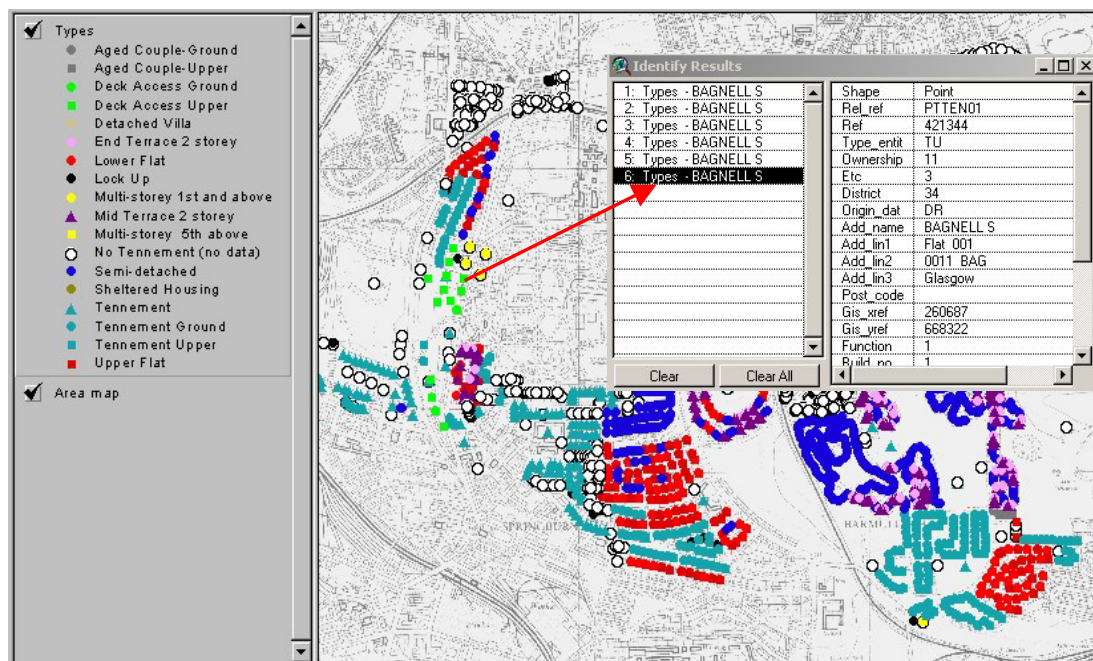 Types
Aged Couple-Ground
Aged Couple-Upper
Deck Access Ground
Deck Access Upper
Detached Villa
End Terrace 2 storey
Lower Flat
Lock Up
Multi-storey 1st and above
Mid Terrace 2 storey
Multi-storey 5th above
No Tennement (no data)
Semi-detached
Sheltered Housing
Tennement
Tennement Ground
Tennement Upper
Upper Flat
Area map
Identify Results
1: Types - BAGNELL S
2: Types - BAGNELL S
3: Types - BAGNELL S
4: Types - BAGNELL S
5: Types - BAGNELL S
6: Types - BAGNELL S
Clear
Clear All
Shape Point
Rel_ref PTTEN01
Ref 421344
Type_entit TU
Ownership 11
Etc 3
District 34
Origin_dat DR
Add_name BAGNELL S
Add_lin1 Flat 001
Add_lin2 0011 BAG
Add_lin3 Glasgow
Post_code
Gis_xref 260687
Gis_yref 668322
Function 1
Build_no 1